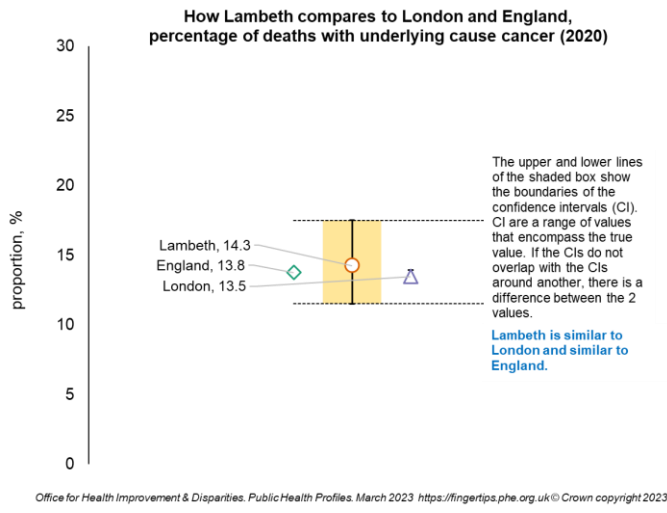 How Lambeth compares to London and England,
percentage of deaths with underlying cause cancer (2020)
30
25
20
15
10
5
0
proportion, %
Lambeth, 14.3
England, 13.8
London, 13.5
The upper and lower lines
of the shaded box show
the boundaries of the
confidence intervals (CI).
CI are a range of values
that encompass the true
value. If the CIs do not
overlap with the CIs
around another, there is a
difference between the 2
values.
Lambeth is similar to
London and similar to
England.
Office for Health Improvement & Disparities. Public Health Profiles. March 2023 https://fingertips.phe.org.uk © Crown copyright 2023